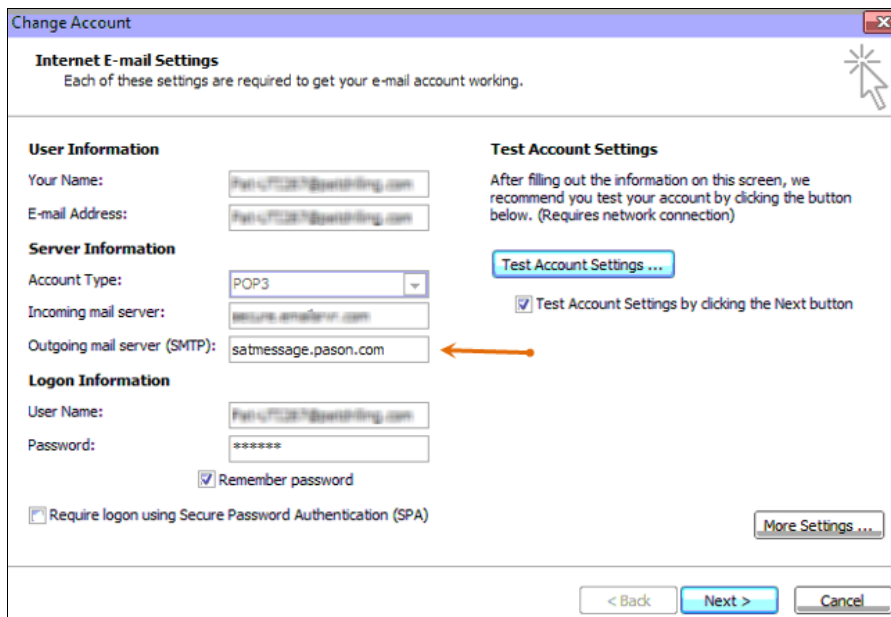 Change Account
Internet E-mail Settings
Each of these settings are required to get your e-mail account working.
User Information
Your Name:
E-mail Address:
Server Information
Account Type:
POP3
Incoming mail server:
Outgoing mail server (SMTP):
satmessage.pason.com
Logon Information
User Name:
Password:
******
Remember password
Require logon using Secure Password Authentication (SPA)
Test Account Settings
After filling out the information on this screen, we
recommend you test your account by clicking the button
below. (Requires network connection)
Test Account Settings ...
Test Account Settings by clicking the Next button
More Settings ...
< Back
Next >
Cancel